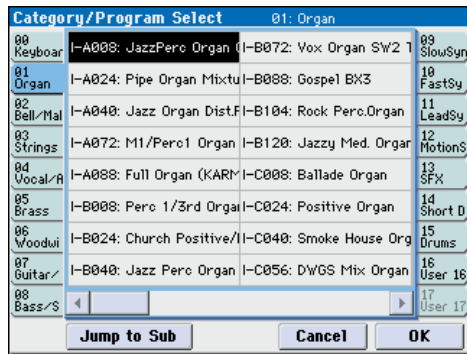 Category/Program Select 01: Organ
00 Keyboar
01 Organ
02 Bell/Mal
03 Strings
04 Vocal/A
05 Brass
06 Woodwi
07 Guitar/
08 Bass/S
I-A008: JazzPerc Organ ( I-B072: Vox Organ SW2 T
I-A024: Pipe Organ Mixtu I-B088: Gospel BX3
I-A040: Jazz Organ Dist.F I-B104: Rock Perc.Organ
I-A072: M1/Perc1 Organ I-B120: Jazzy Med. Organ
I-A088: Full Organ (KARM I-C008: Ballade Organ
I-B008: Perc 1/3rd Organ I-C024: Positive Organ
I-B024: Church Positive/ I-C040: Smoke House Org
I-B040: Jazz Perc Organ I-C056: DWGS Mix Organ
09 SlowSyn
10 FastSy
11 LeadSy
12 MotionS
13 SFX
14 Short D
15 Drums
16 User 16
17 User 17
Jump to Sub Cancel OK